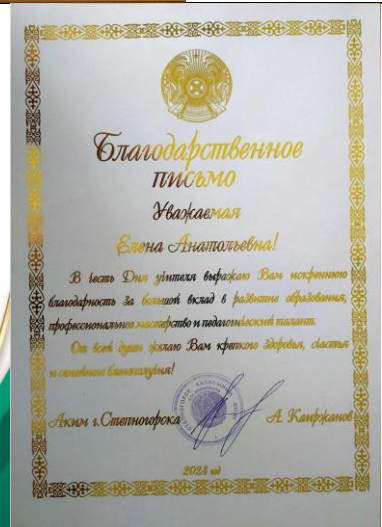 Благодарственное
письмо
Уважаемая
Елена Анатольевна!
В честь Дня учителя выражаю Вам искреннюю
благодарность за большой вклад в развитие образования,
профессиональное мастерство и педагогический талант.
От всей души желаю Вам крепкого здоровья, счастья
и семейного благополучия!
Аким г.Степногорска
А. Канржанов
2023 год